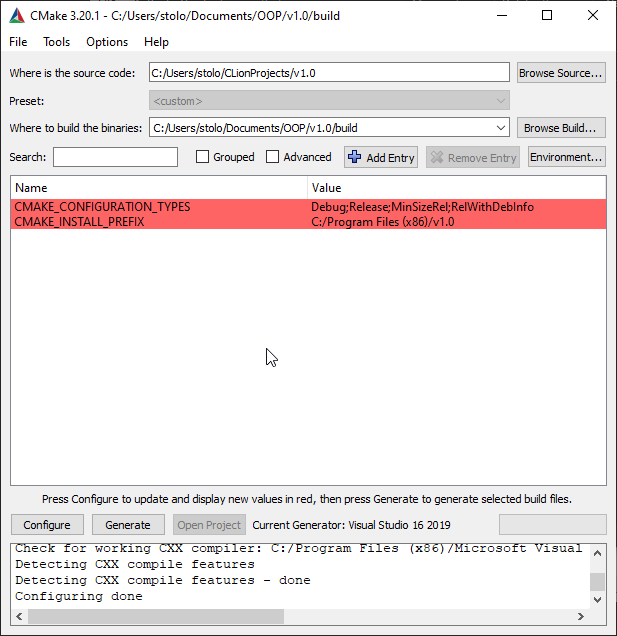 CMake 3.20.1 - C:/Users/stolo/Documents/OOP/v1.0/build
File Tools Options Help
Where is the source code: C:/Users/stolo/CLionProjects/v1.0 Browse Source...
Preset: <custom>
Where to build the binaries: C:/Users/stolo/Documents/OOP/v1.0/build Browse Build...
Search: Grouped Advanced Add Entry Remove Entry Environment...
Name Value
CMAKE_CONFIGURATION_TYPES Debug;Release;MinSizeRel;RelWithDebInfo
CMAKE_INSTALL_PREFIX C:/Program Files (x86)/v1.0
Press Configure to update and display new values in red, then press Generate to generate selected build files.
Configure Generate Open Project Current Generator: Visual Studio 16 2019
Check for working CXX compiler: C:/Program Files (x86)/Microsoft Visual
Detecting CXX compile features
Detecting CXX compile features - done
Configuring done